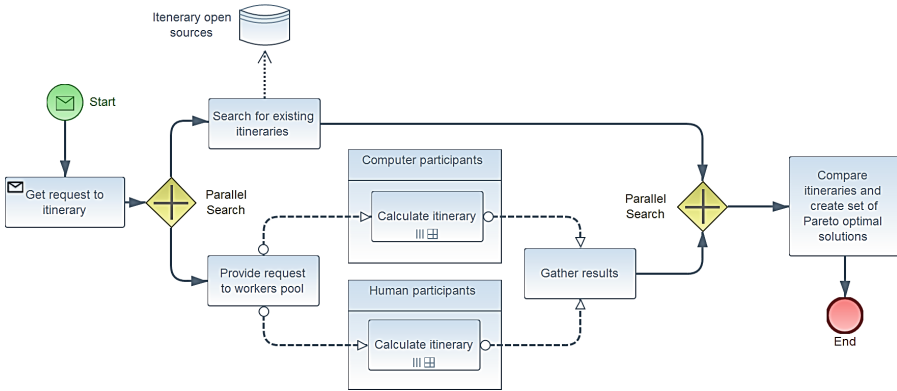 Itenerary open
sources
Start
Search for existing
itineraries
Get request to
itinerary
Parallel
Search
Computer participants
Calculate itinerary
Provide request
to workers pool
Human participants
Calculate itinerary
Gather results
Parallel
Search
Compare
itineraries and
create set of
Pareto optimal
solutions
End